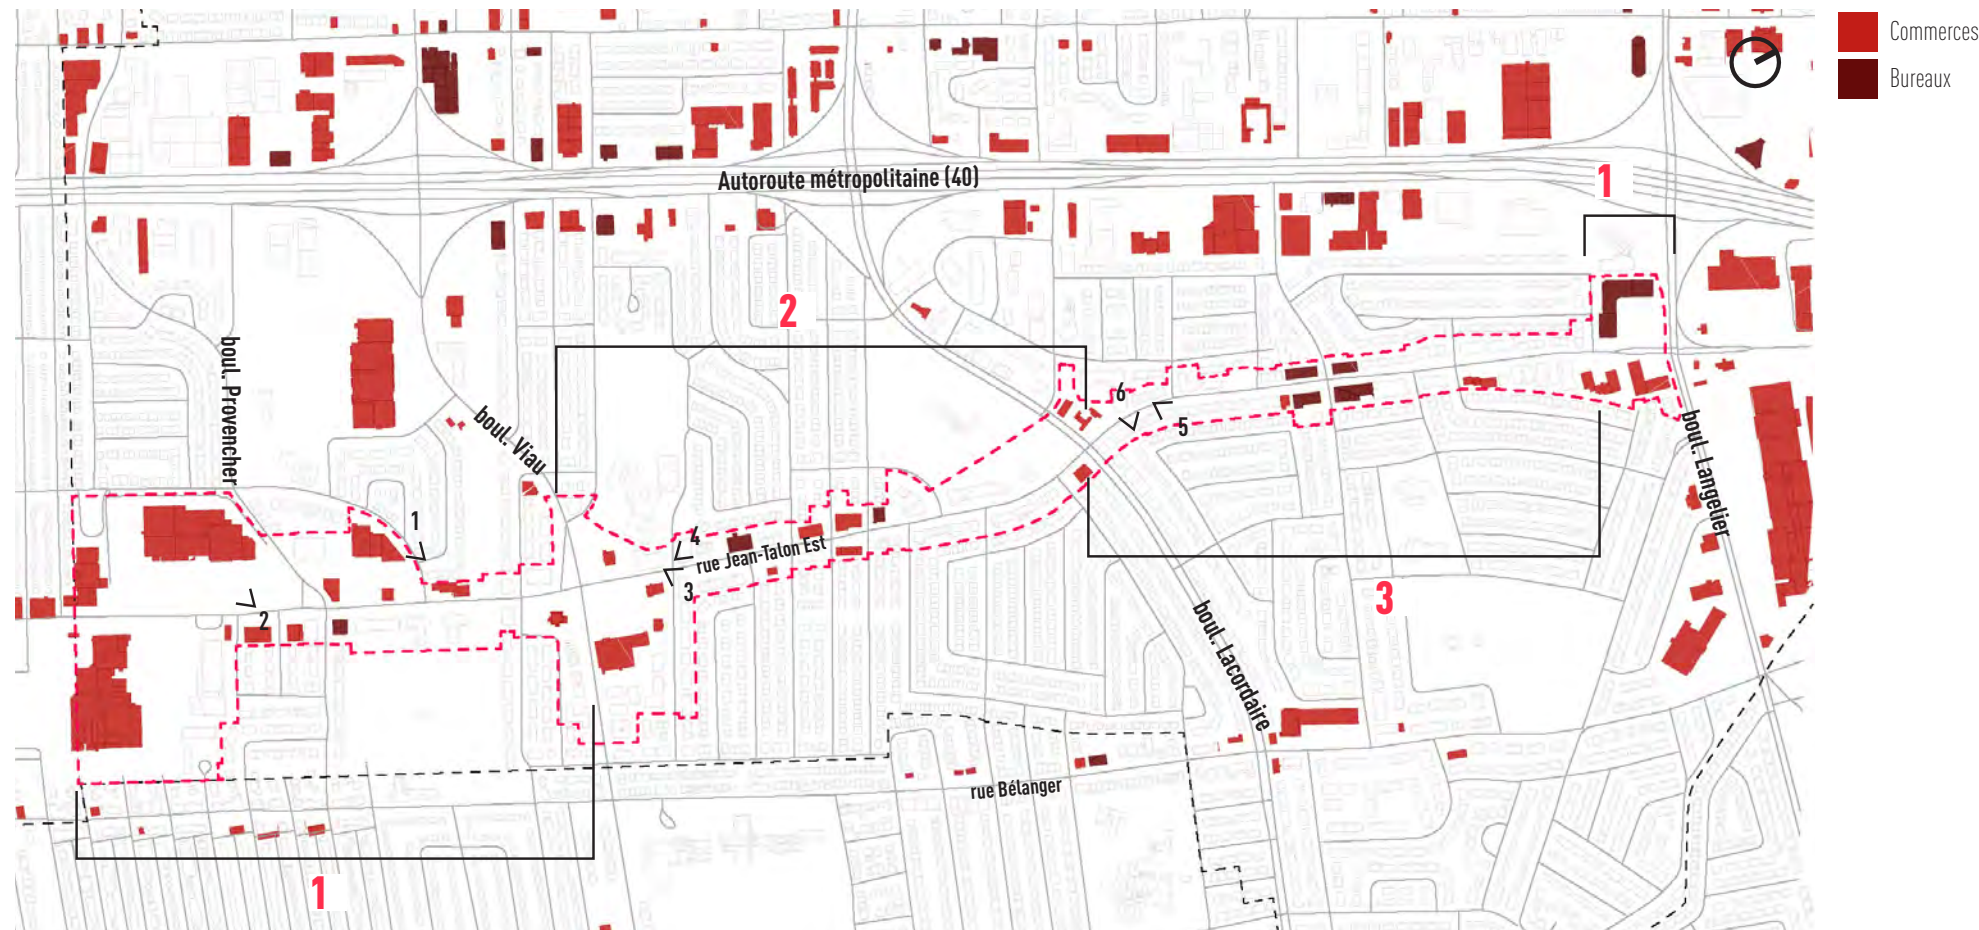 Commerces
Bureaux
Autoroute métropolitaine (40)
1
2
boul. Provencher
boul. Viau
6
5
boul. Langelier
1
4
rue Jean-Talon Est
3
2
3
boul. Lacordaire
rue Bélanger
1